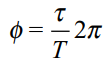 ϕ = τ/T 2π